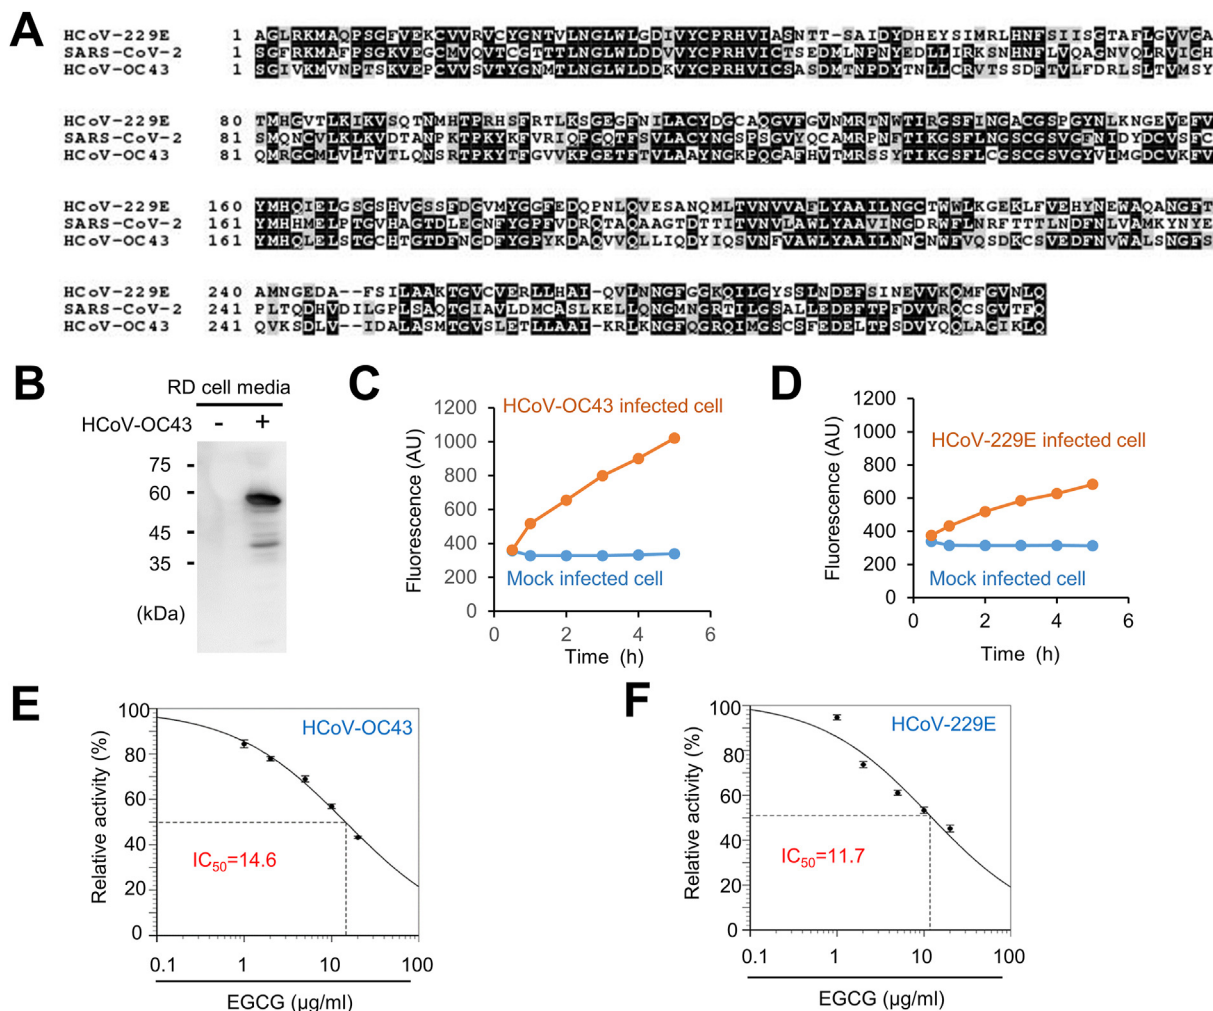 A
HCoV-229E 1 AGLRKMAQPSGFVEKCVVRVCYGNTVLNGLWLGDIVYCPRHVIASNTT-SAIDYDHEYSIMRLHNFSIISGTAFLGVVGA
SARS-CoV-2 1 SGFRKMAFPSGKVEGCMVQVTCGTTTLNGLWLDDVVYCPRHVICTSEDMLNPNYEDLLIRKSNHNFLVQAGNVQLRVIGH
HCoV-OC43 1 SGIVKMVNPTSKVEPCVVSVTYGNMTLNGLWLDDKVYCPRHVICSASDMTNPDYTNLLCRVTSSDFTVLFDRLSLTVMSY
HCoV-229E 80 TMHGVTLKIKVSQTNMHTPRHSFRTLKSGEGFNILACYDGCAQGVFGVNMRTNWTIRGSFINGACGSPGYNLKNGEVEFV
SARS-CoV-2 81 SMQNCVLKLKVDTANPKTPKYKFVRIQPGQTFSVLACYNGSPSGVYQCAMRPNFTIKGSFLNGSCGSVGFNIDYDCVSFC
HCoV-OC43 81 QMRGCMLVLTVTLQNSRTPKYTFGVVKPGETFTVLAAYNGKPQGAFHVTMRSSYTIKGSFLCGSCGSVGYVIMGDCVKFV
HCoV-229E 160 YMHQIELGSGSHVGSSFDGVMYGGFEDQPNLQVESANQMLTVNVVAFLYAAILNGCTWWLKGEKLFVEHYNEWAQANGFT
SARS-CoV-2 161 YMHHMELPTGVHAGTDLEGNFYGPFVDRQTAQAAGTDTTITVNVLAWLYAAVINGDRWFLNRFTTTLNDFNLVAMKYNYE
HCoV-OC43 161 YMHQLELSTGCHTGTDFNGDFYGPYKDAQVVQLLIQDYIQSVNFVAWLYAAILNNCNWFVQSDKCSVEDFNVWALSNGFS
HCoV-229E 240 AMNGEDA--FSILAAKTGVCVERLLHAI-QVLNNGFGGKQILGYSSLNDEFSINEVVKQMFGVNLQ
SARS-CoV-2 241 PLTQDHVDILGPLSAQTGIAVLDMCASLKELLQNGMNGRTILGSALLEDEFTPFDVVRQCSGVTFQ
HCoV-OC43 241 QVKSDLV--IDALASMTGVSLETLLAAI-KRLKNGFQGRQIMGSCSFEDELTPSDVYQQLAGIKLQ
B
RD cell media
HCoV-OC43 - +
75
60
45
35
(kDa)
C
Fluorescence (AU)
1200
1000
800
600
400
200
0
HCoV-OC43 infected cell
Mock infected cell
0 2 4 6
Time (h)
D
Fluorescence (AU)
1200
1000
800
600
400
200
0
HCoV-229E infected cell
Mock infected cell
0 2 4 6
Time (h)
E
Relative activity (%)
100
80
60
40
20
0
HCoV-OC43
IC50=14.6
0.1 1 10 100
EGCG (µg/ml)
F
Relative activity (%)
100
80
60
40
20
0
HCoV-229E
IC50=11.7
0.1 1 10 100
EGCG (µg/ml)